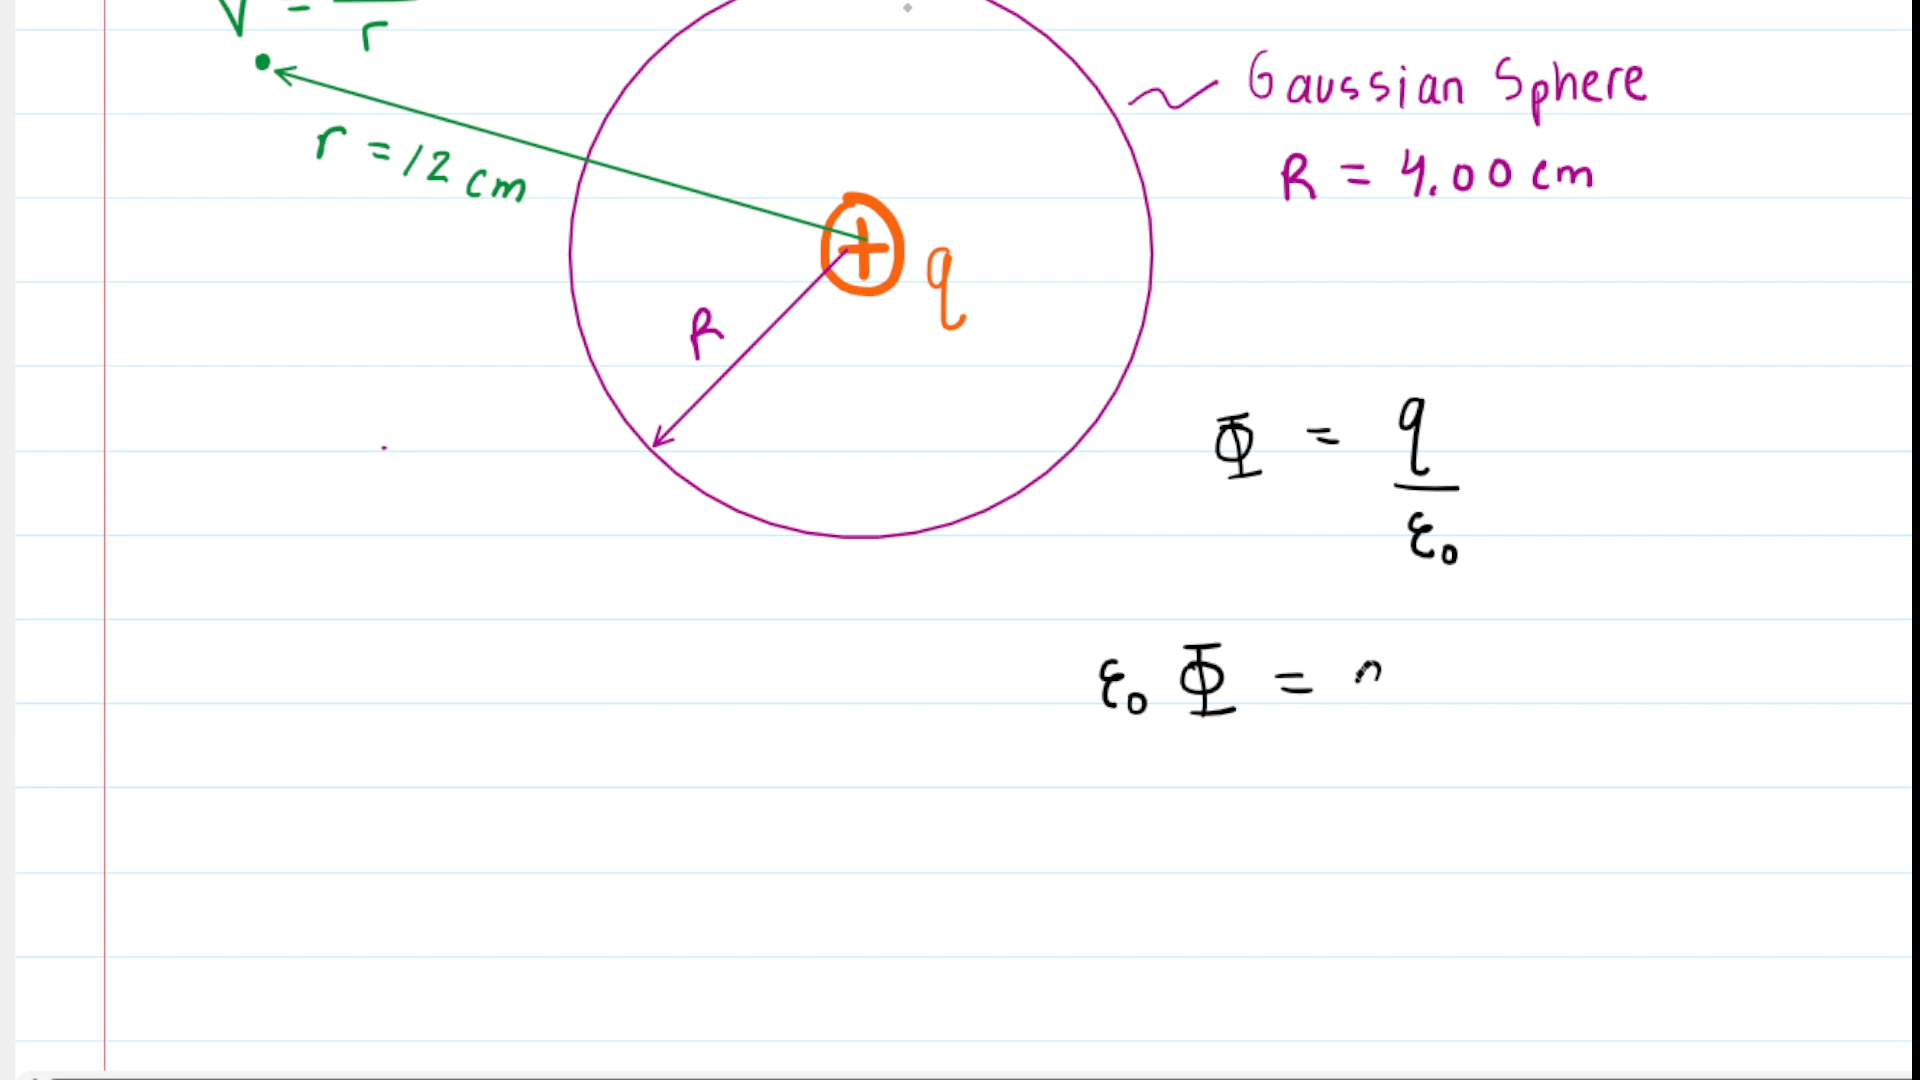 V =
r
Gaussian Sphere
r = 12 cm
R = 4.00 cm
+
q
R
Φ = q
ε₀
ε₀ Φ =